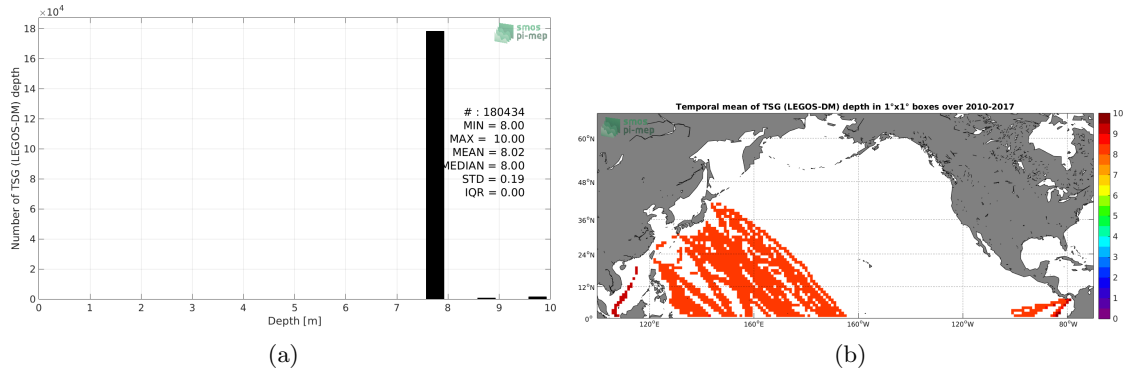 ×10⁴
18
16
14
12
10
8
6
4
2
0
Number of TSG (LEGOS-DM) depth
smos
pi-mep
# : 180434
MIN = 8.00
MAX = 10.00
MEAN = 8.02
MEDIAN = 8.00
STD = 0.19
IQR = 0.00
0 1 2 3 4 5 6 7 8 9 10
Depth [m]
(a)
Temporal mean of TSG (LEGOS-DM) depth in 1°x1° boxes over 2010-2017
smos
pi-mep
60°N
48°N
36°N
24°N
12°N
0°
120°E 160°E 160°W 120°W 80°W
10
9
8
7
6
5
4
3
2
1
0
(b)